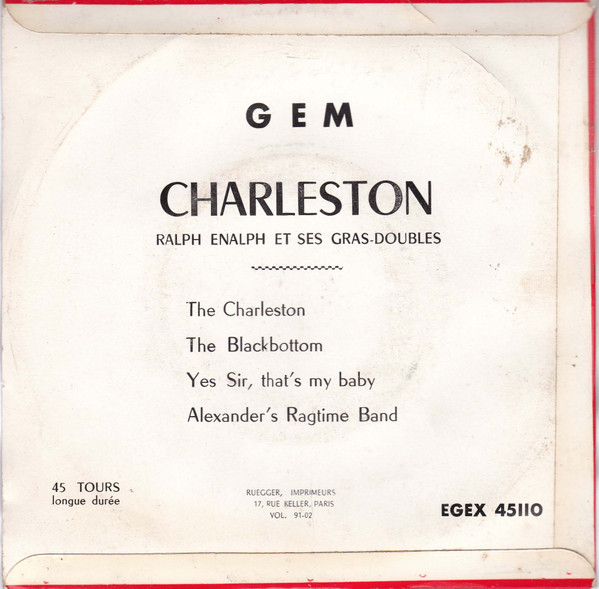 GEM
CHARLESTON
RALPH ENALPH ET SES GRAS-DOUBLES
The Charleston
The Blackbottom
Yes Sir, that's my baby
Alexander's Ragtime Band
45 TOURS
longue durée
RUEGGER, IMPRIMEURS
17, RUE KELLER, PARIS
VOL. 91-02
EGEX 45110